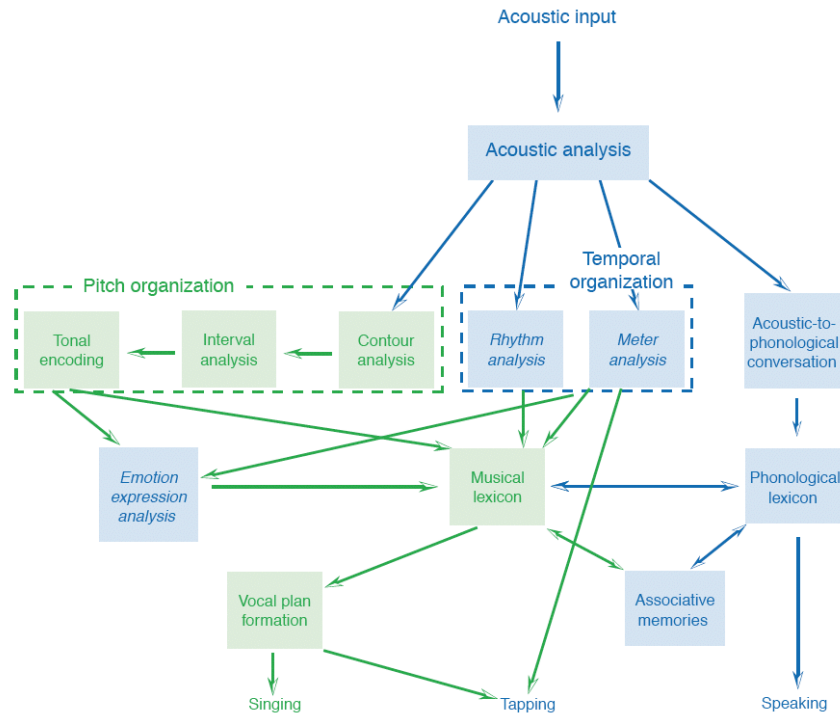 Acoustic input
Acoustic analysis
Temporal
organization
Pitch organization
Tonal
encoding
Interval
analysis
Contour
analysis
Rhythm
analysis
Meter
analysis
Acoustic-to-
phonological
conversation
Emotion
expression
analysis
Musical
lexicon
Phonological
lexicon
Vocal plan
formation
Associative
memories
Singing
Tapping
Speaking